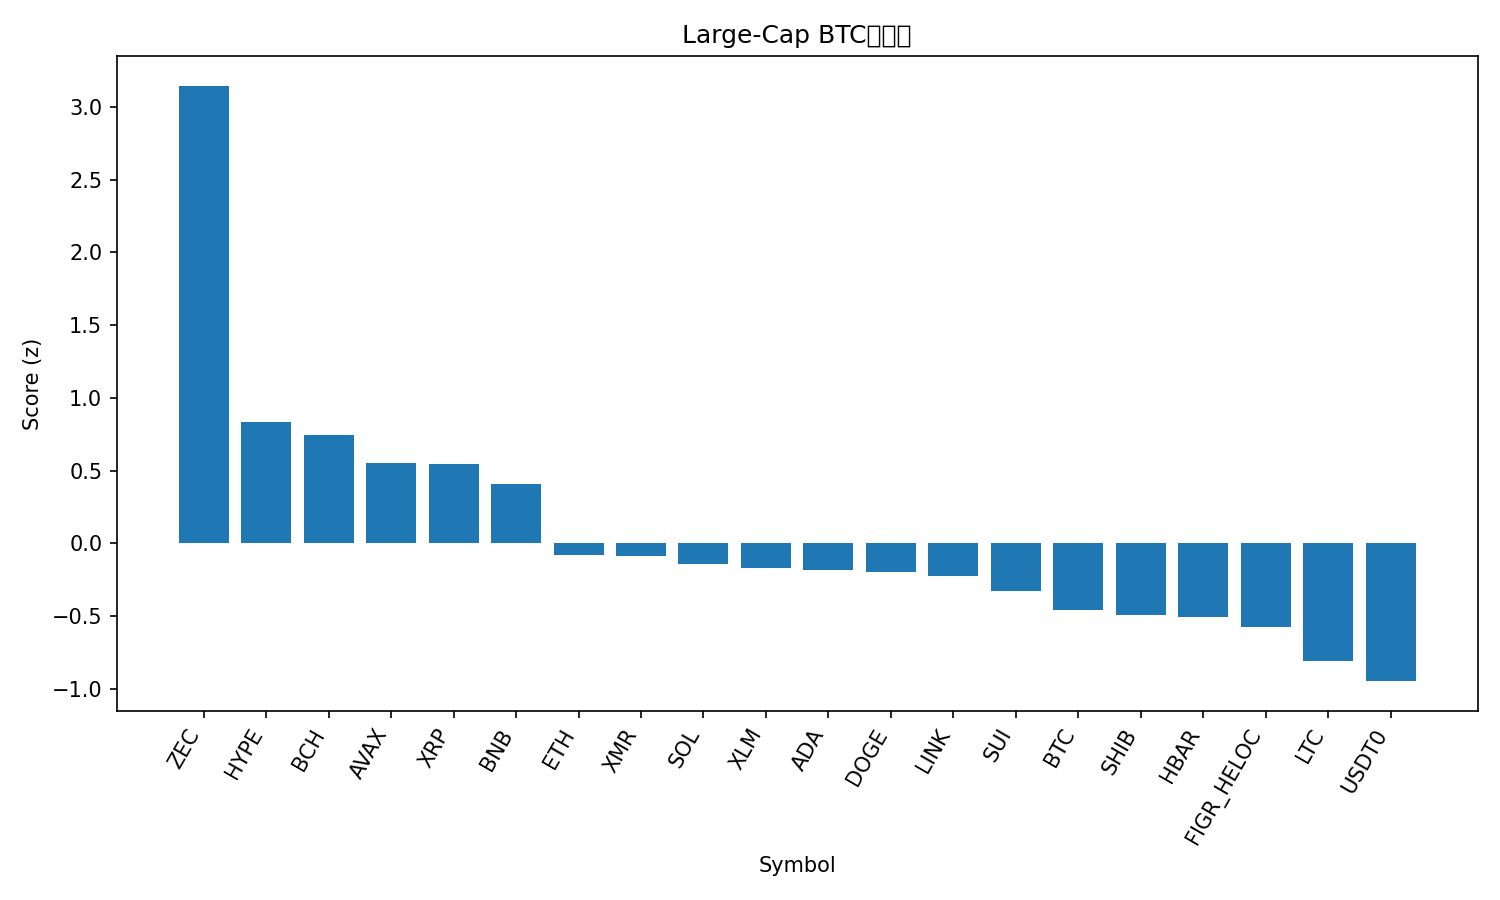 Large-Cap BTC
Score (z)
3.0
2.5
2.0
1.5
1.0
0.5
0.0
−0.5
−1.0
ZEC
HYPE
BCH
AVAX
XRP
BNB
ETH
XMR
SOL
XLM
ADA
DOGE
LINK
SUI
BTC
SHIB
HBAR
FIGR_HELOC
LTC
USDT0
Symbol